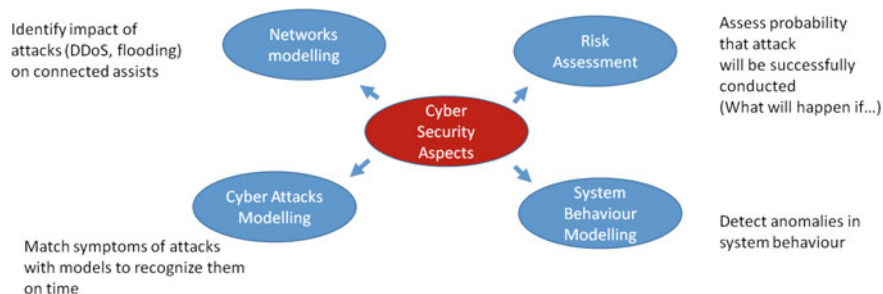 Identify impact of
attacks (DDoS, flooding)
on connected assists
Networks
modelling
Risk
Assessment
Assess probability
that attack
will be successfully
conducted
(What will happen if...)
Cyber
Security
Aspects
Cyber Attacks
Modelling
Match symptoms of attacks
with models to recognize them
on time
System
Behaviour
Modelling
Detect anomalies in
system behaviour